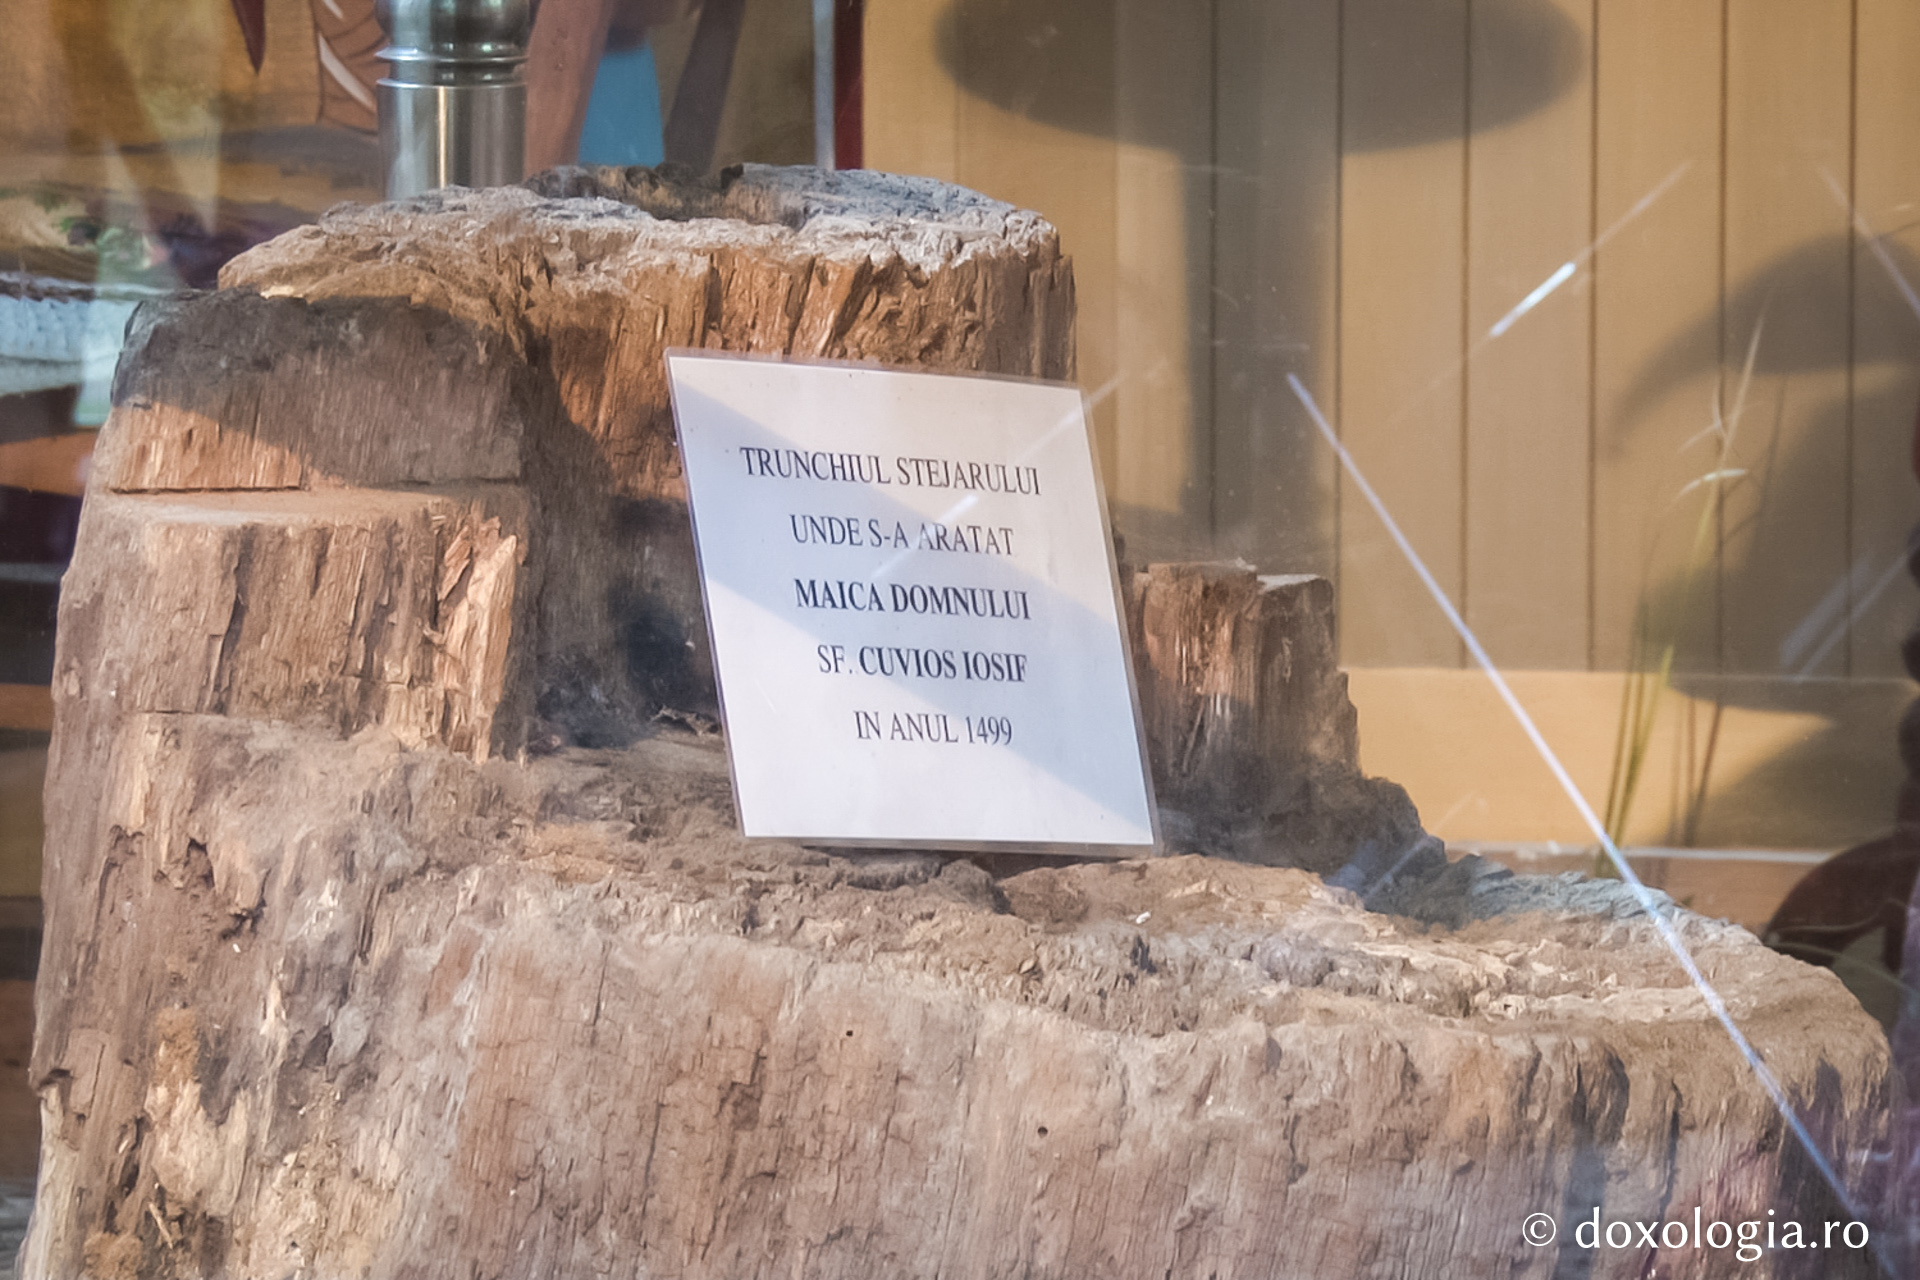 TRUNCHIUL STEJARULUI
UNDE S-A ARATAT
MAICA DOMNULUI
SF. CUVIOS IOSIF
IN ANUL 1499
© doxologia.ro